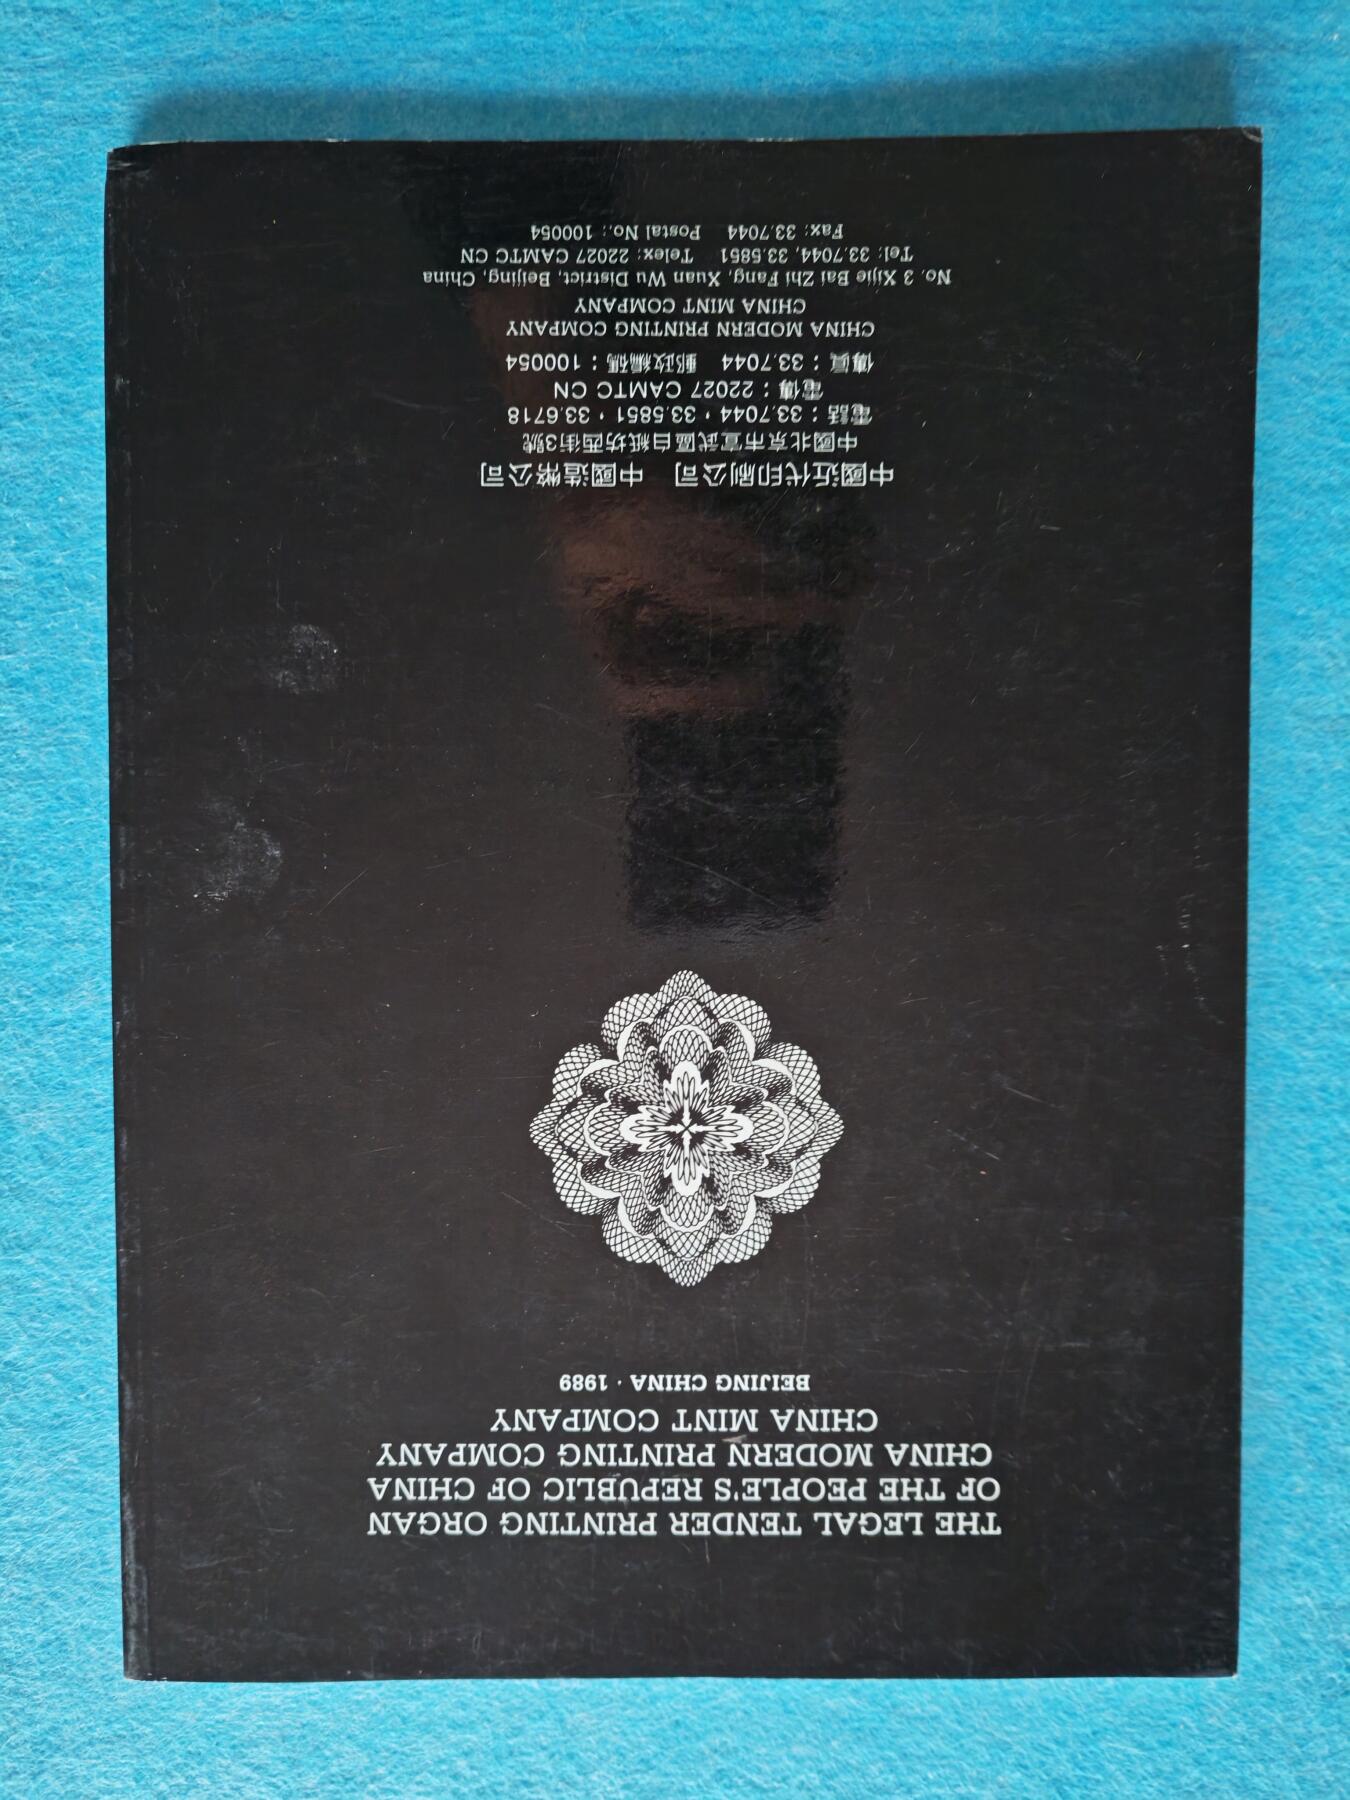 THE LEGAL TENDER PRINTING ORGAN
OF THE PEOPLE'S REPUBLIC OF CHINA
CHINA MODERN PRINTING COMPANY
CHINA MINT COMPANY
BEIJING CHINA · 1989
中國近代印刷公司 中國造幣公司
中國北京市宣武區白紙坊西街3號
電話：33.7044，33.5851，33.6718
電傳：22027 CAMTC CN
傳眞：33.7044 郵政編碼：100054
CHINA MODERN PRINTING COMPANY
CHINA MINT COMPANY
No. 3 Xijie Bai Zhi Fang, Xuan Wu District, Beijing, China
Tel: 33.7044, 33.5851 Telex: 22027 CAMTC CN
Fax: 33.7044 Postal No.: 100054